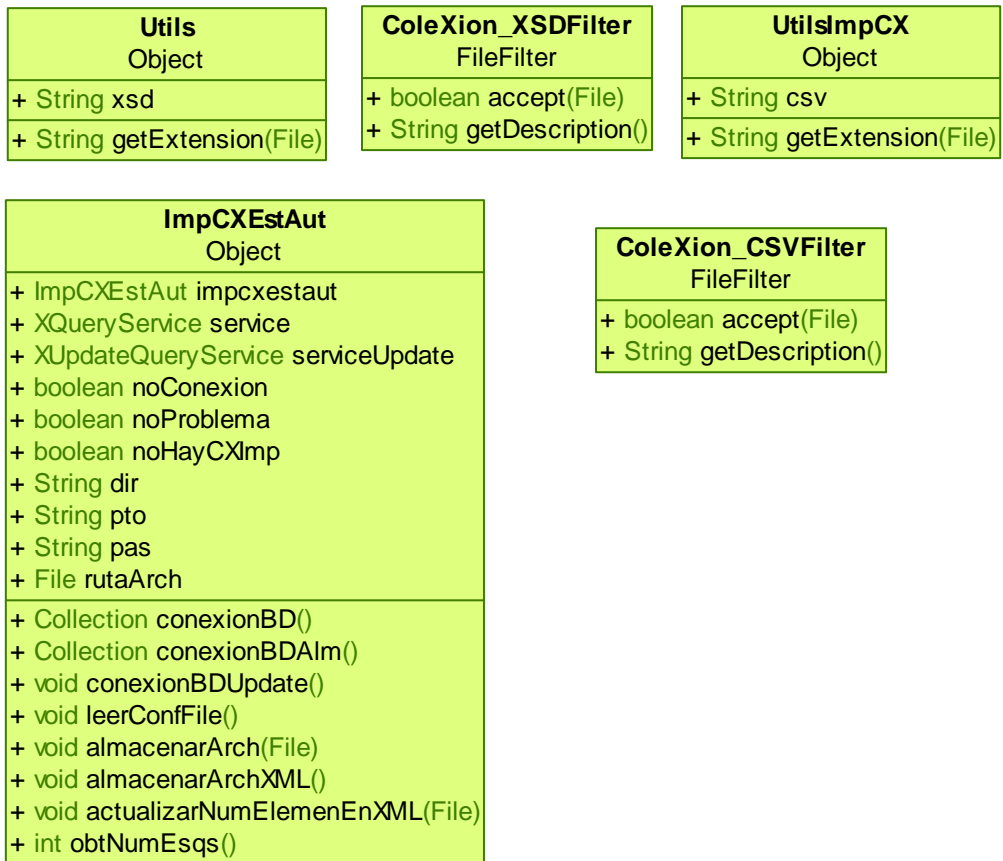 Utils
Object
+ String xsd
+ String getExtension(File)
ColeXion_XSDFilter
FileFilter
+ boolean accept(File)
+ String getDescription()
UtilsImpCX
Object
+ String csv
+ String getExtension(File)
ImpCXEstAut
Object
+ ImpCXEstAut impcxestaut
+ XQueryService service
+ XUpdateQueryService serviceUpdate
+ boolean noConexion
+ boolean noProblema
+ boolean noHayCXImp
+ String dir
+ String pto
+ String pas
+ File rutaArch
+ Collection conexionBD()
+ Collection conexionBDAlm()
+ void conexionBDUpdate()
+ void leerConfFile()
+ void almacenarArch(File)
+ void almacenarArchXML()
+ void actualizarNumElemenEnXML(File)
+ int obtNumEsqs()
ColeXion_CSVFilter
FileFilter
+ boolean accept(File)
+ String getDescription()